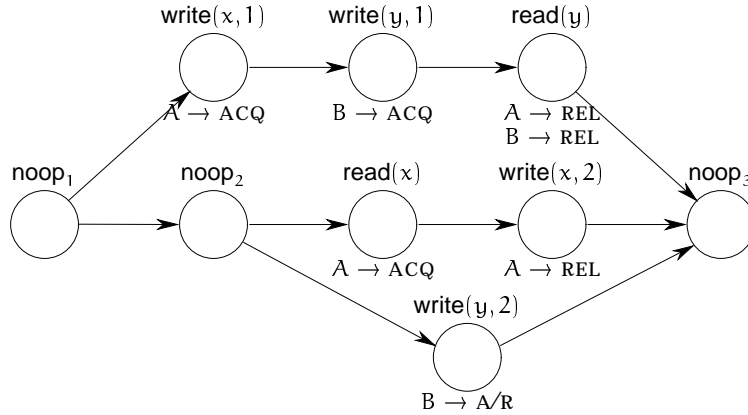 write(x, 1) write(y, 1) read(y)
A → ACQ B → ACQ A → REL
B → REL
noop₁ noop₂ read(x) write(x, 2) noop₃
A → ACQ A → REL
write(y, 2)
B → A/R